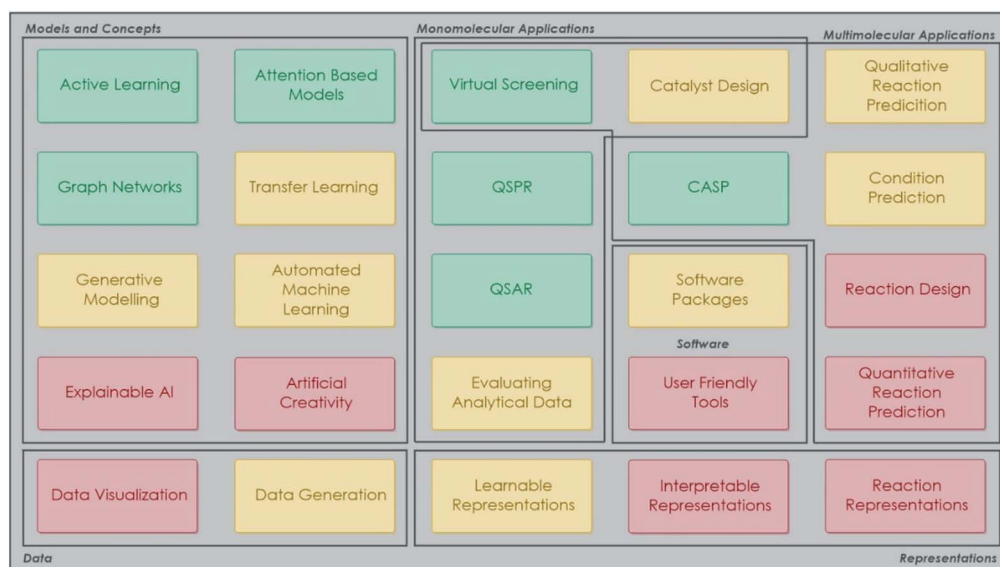 Models and Concepts
Monomolecular Applications
Multimolecular Applications
Active Learning
Attention Based
Models
Virtual Screening
Catalyst Design
Qualitative
Reaction
Predicition
Graph Networks
Transfer Learning
QSPR
CASP
Condition
Prediction
Generative
Modelling
Automated
Machine
Learning
QSAR
Software
Packages
Reaction Design
Software
Explainable AI
Artificial
Creativity
Evaluating
Analytical Data
User Friendly
Tools
Quantitative
Reaction
Prediction
Data Visualization
Data Generation
Learnable
Representations
Interpretable
Representations
Reaction
Representations
Data
Representations